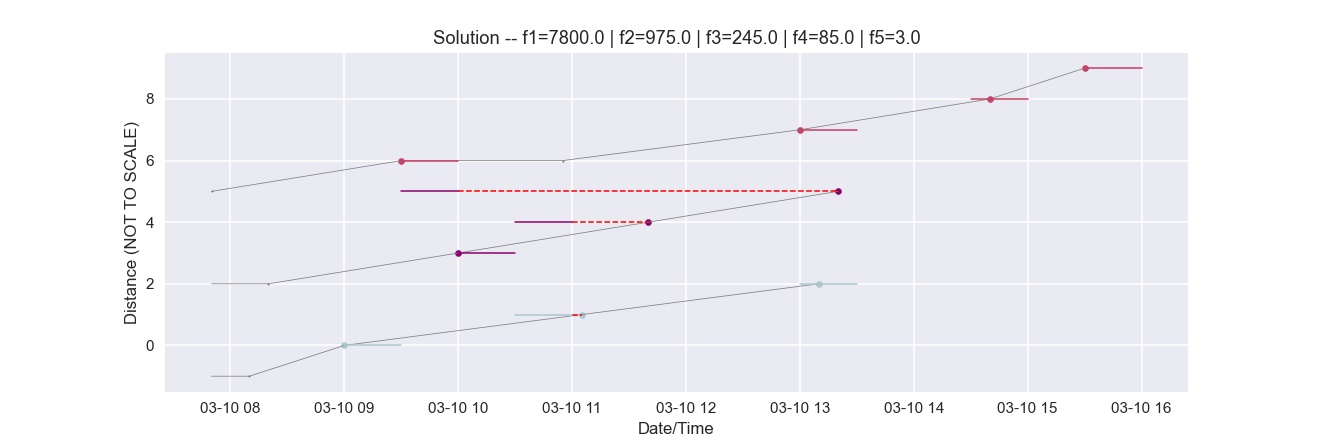 Solution -- f1=7800.0 | f2=975.0 | f3=245.0 | f4=85.0 | f5=3.0
Distance (NOT TO SCALE)
8
6
4
2
0
03-10 08 03-10 09 03-10 10 03-10 11 03-10 12 03-10 13 03-10 14 03-10 15 03-10 16
Date/Time